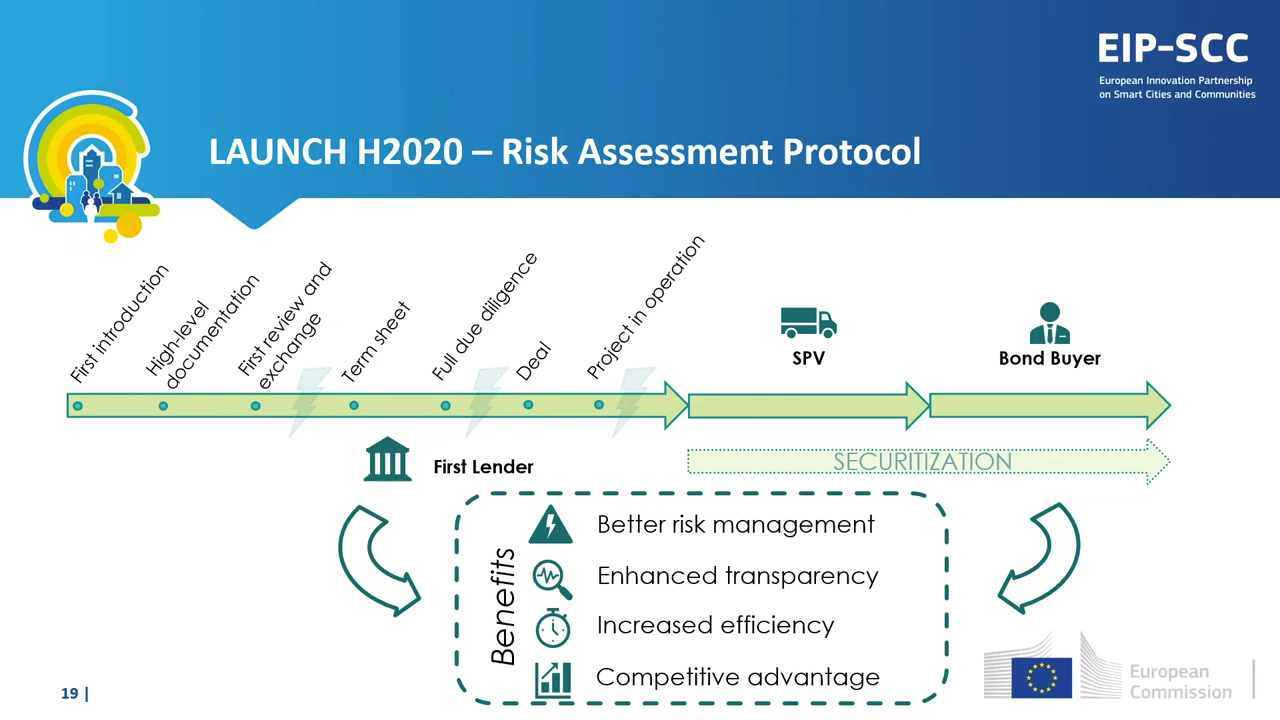 EIP-SCC
European Innovation Partnership
on Smart Cities and Communities
LAUNCH H2020 – Risk Assessment Protocol
First introduction
High-level
documentation
First review and
exchange
Term sheet
Full due diligence
Deal
Project in operation
SPV
Bond Buyer
First Lender
SECURITIZATION
Benefits
Better risk management
Enhanced transparency
Increased efficiency
Competitive advantage
19 |
European
Commission